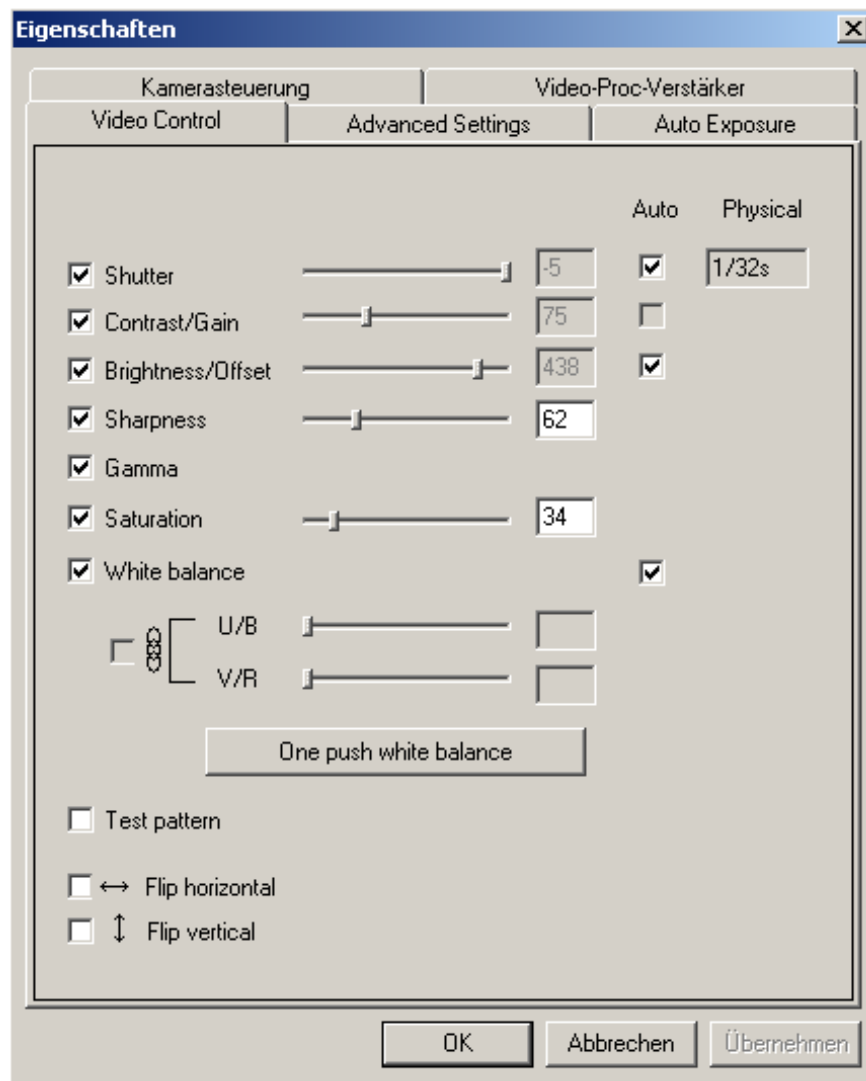 Eigenschaften
Kamerasteuerung Video-Proc-Verstärker
Video Control Advanced Settings Auto Exposure
Auto Physical
Shutter -5 1/32s
Contrast/Gain 75
Brightness/Offset 438
Sharpness 62
Gamma
Saturation 34
White balance
U/B
V/R
One push white balance
Test pattern
Flip horizontal
Flip vertical
OK Abbrechen Übernehmen